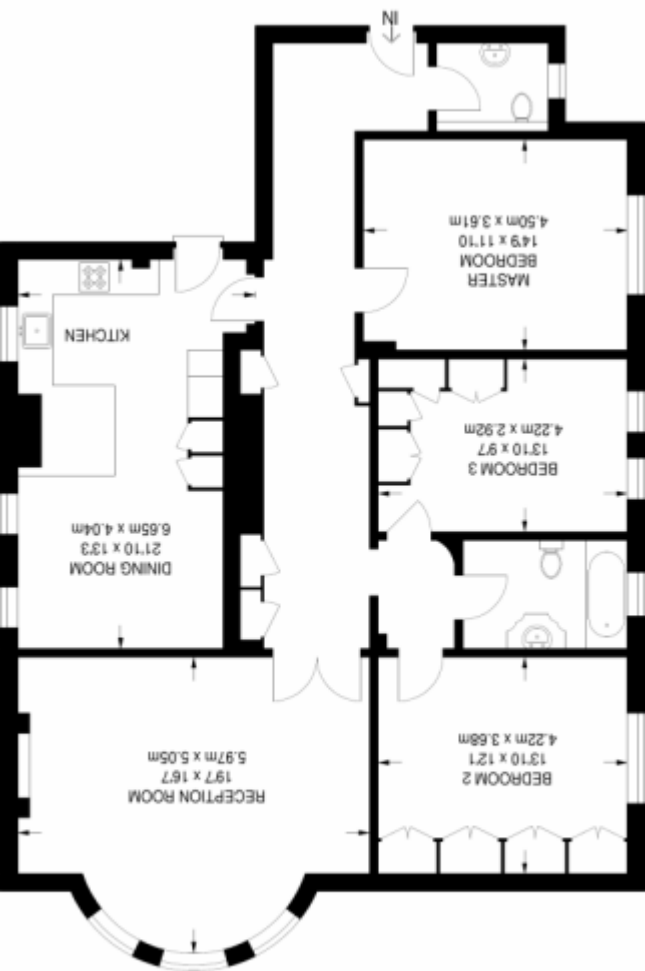 BEDROOM 2
13'10 x 12'1
4.22m x 3.68m
RECEPTION ROOM
19'7 x 16'7
5.97m x 5.05m
DINING ROOM
21'10 x 13'3
6.65m x 4.04m
BEDROOM 3
13'10 x 9'7
4.22m x 2.92m
KITCHEN
MASTER
BEDROOM
14'9 x 11'10
4.50m x 3.61m
IN